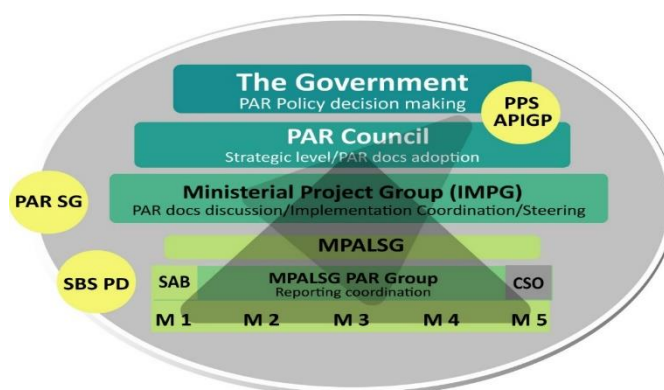 The Government
PAR Policy decision making
PPS
APIGP
PAR Council
Strategic level/PAR docs adoption
PAR SG
Ministerial Project Group (IMPG)
PAR docs discussion/Implementation Coordination/Steering
MPALSG
SBS PD
SAB
MPALSG PAR Group
Reporting coordination
CSO
M 1 M 2 M 3 M 4 M 5